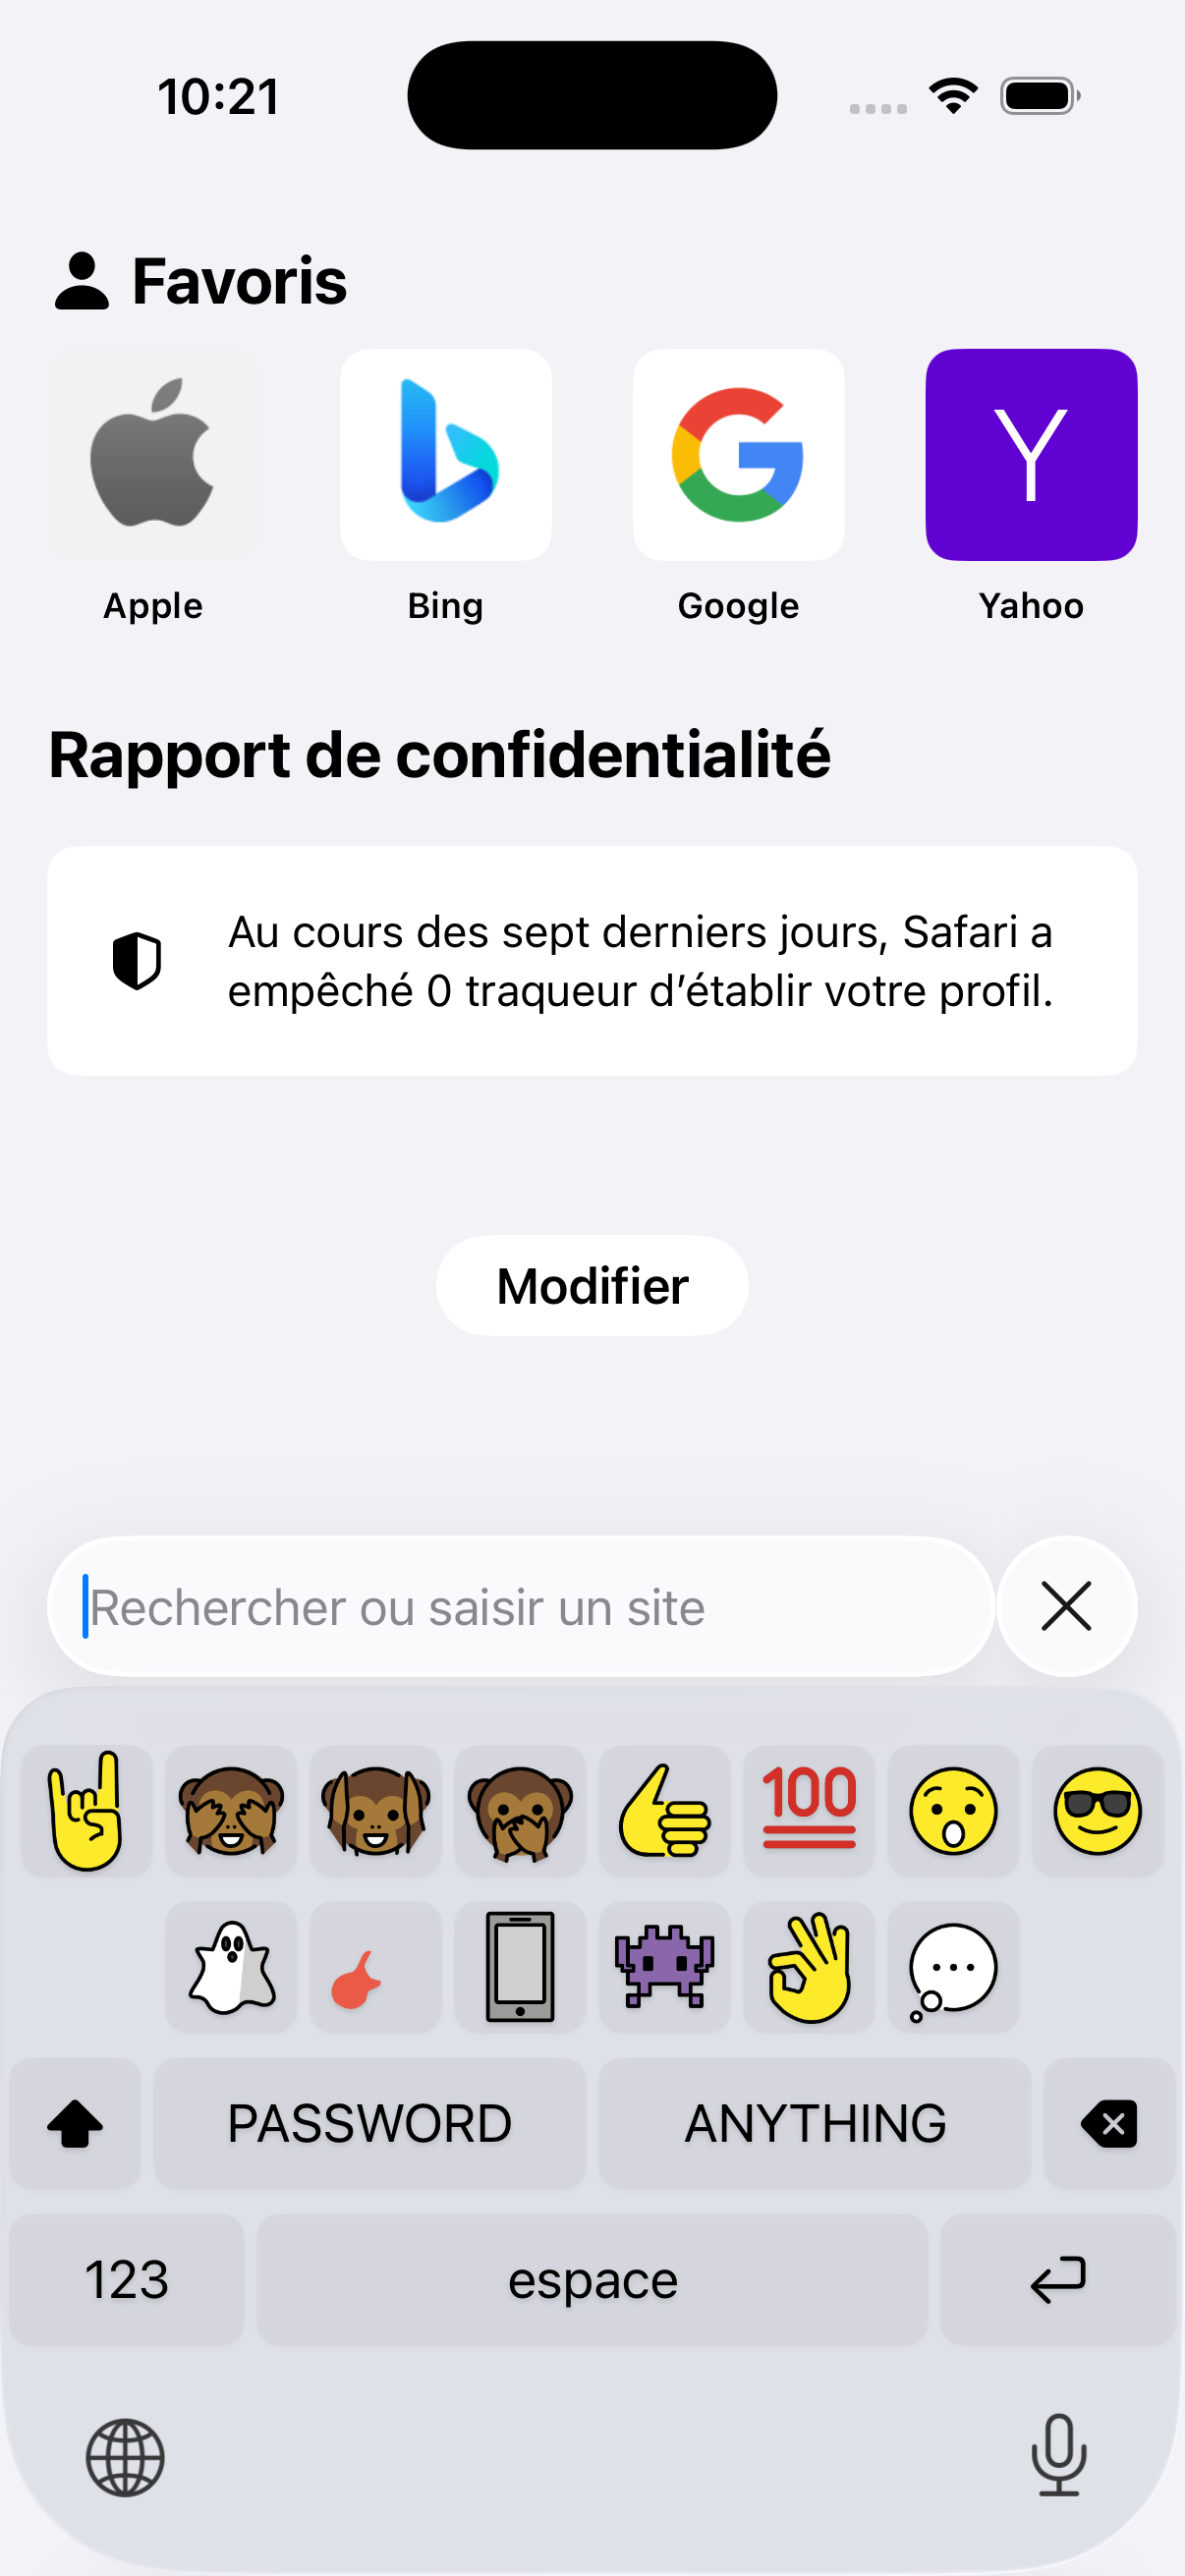 10:21
Favoris
Apple
Bing
Google
Yahoo
Rapport de confidentialité
Au cours des sept derniers jours, Safari a
empêché 0 traqueur d’établir votre profil.
Modifier
Rechercher ou saisir un site
100
PASSWORD
ANYTHING
123
espace